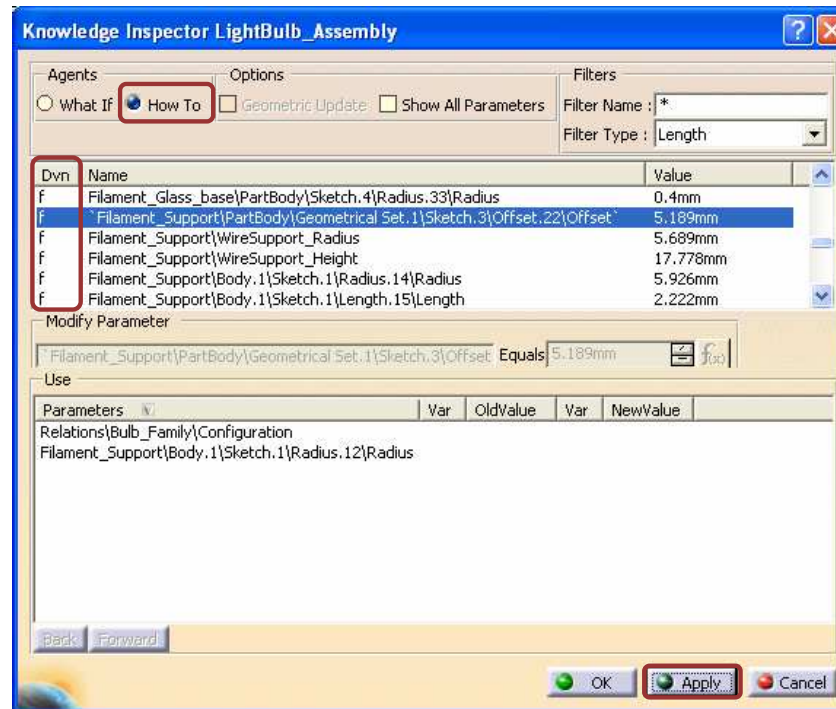 Knowledge Inspector LightBulb_Assembly
Agents Options Filters
What If How To Geometric Update Show All Parameters Filter Name : *
Filter Type : Length
Dvn Name Value
f Filament_Glass_base\PartBody\Sketch.4\Radius.33\Radius 0.4mm
f `Filament_Support\PartBody\Geometrical Set.1\Sketch.3\Offset.22\Offset` 5.189mm
f Filament_Support\WireSupport_Radius 5.689mm
f Filament_Support\WireSupport_Height 17.778mm
f Filament_Support\Body.1\Sketch.1\Radius.14\Radius 5.926mm
f Filament_Support\Body.1\Sketch.1\Length.15\Length 2.222mm
Modify Parameter
`Filament_Support\PartBody\Geometrical Set.1\Sketch.3\Offset Equals 5.189mm f(x)
Use
Parameters Var OldValue Var NewValue
Relations\Bulb_Family\Configuration
Filament_Support\Body.1\Sketch.1\Radius.12\Radius
Back Forward
OK Apply Cancel